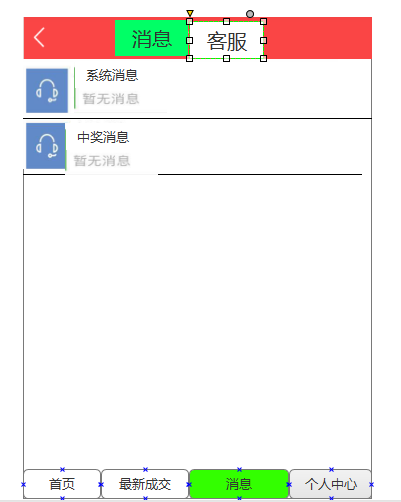 消息 客服
系统消息
暂无消息
中奖消息
暂无消息
首页 最新成交 消息 个人中心